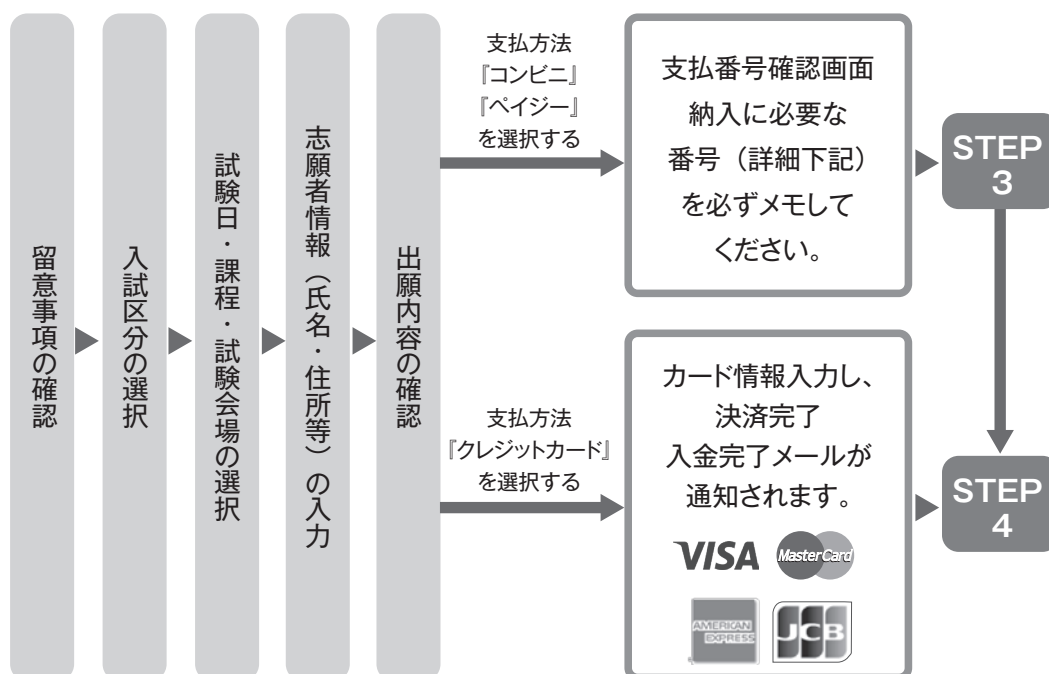 留意事項の確認
入試区分の選択
試験日・課程・試験会場の選択
志願者情報（氏名・住所等）の入力
出願内容の確認
支払方法
『コンビニ』
『ペイジー』
を選択する
支払番号確認画面
納入に必要な
番号（詳細下記）
を必ずメモして
ください。
STEP
3
支払方法
『クレジットカード』
を選択する
カード情報入力し、
決済完了
入金完了メールが
通知されます。
VISA
MasterCard
AMERICAN
EXPRESS
JCB
STEP
4